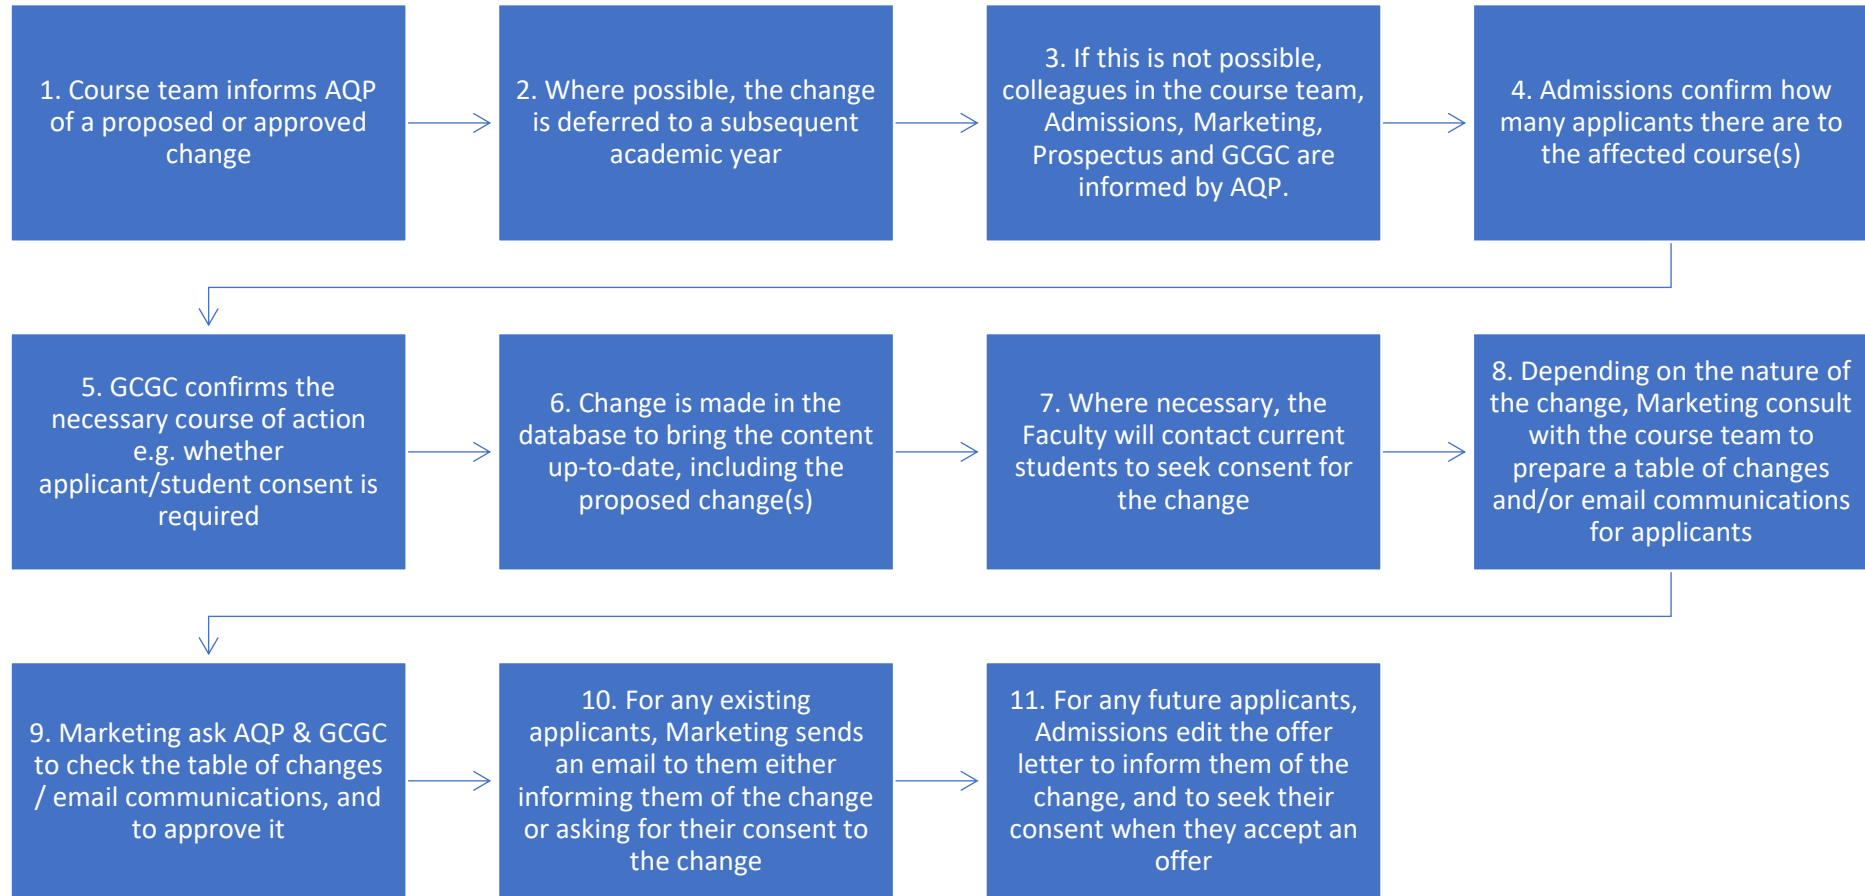 1. Course team informs AQP
of a proposed or approved
change
2. Where possible, the change
is deferred to a subsequent
academic year
3. If this is not possible,
colleagues in the course team,
Admissions, Marketing,
Prospectus and GCGC are
informed by AQP.
4. Admissions confirm how
many applicants there are to
the affected course(s)
5. GCGC confirms the
necessary course of action
e.g. whether
applicant/student consent is
required
6. Change is made in the
database to bring the content
up-to-date, including the
proposed change(s)
7. Where necessary, the
Faculty will contact current
students to seek consent for
the change
8. Depending on the nature of
the change, Marketing consult
with the course team to
prepare a table of changes
and/or email communications
for applicants
9. Marketing ask AQP & GCGC
to check the table of changes
/ email communications, and
to approve it
10. For any existing
applicants, Marketing sends
an email to them either
informing them of the change
or asking for their consent to
the change
11. For any future applicants,
Admissions edit the offer
letter to inform them of the
change, and to seek their
consent when they accept an
offer